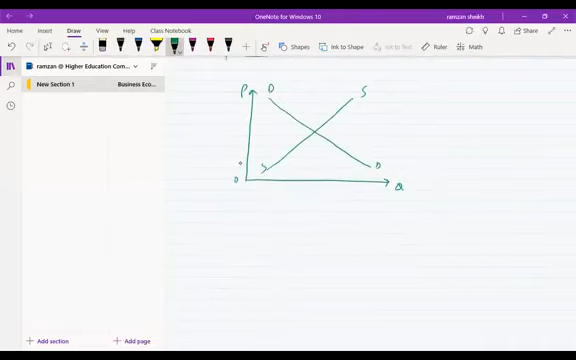 OneNote for Windows 10
ramzan sheikh
Home Insert Draw View Help Class Notebook
Share
Shapes Ink to Shape Ink to Text Ruler Math
ramzan @ Higher Education Com...
New Section 1 Business Eco...
P D S
S D
O Q
Add section Add page